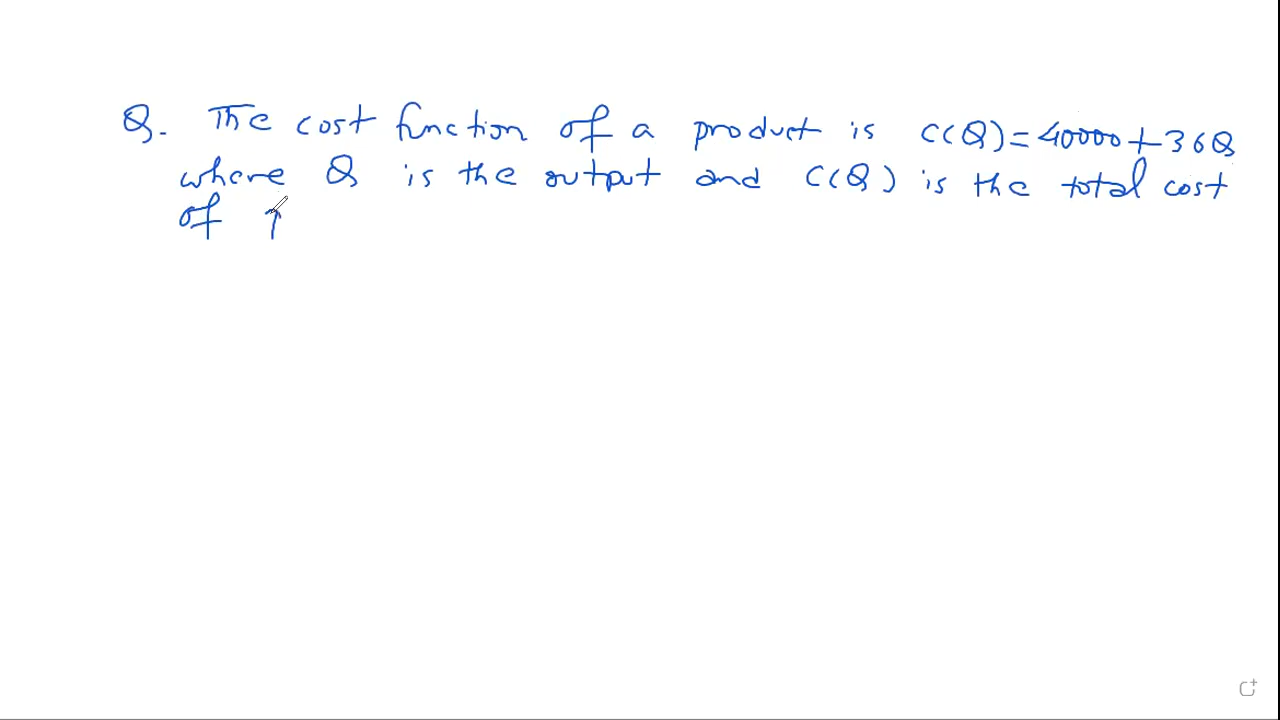 Q. The cost function of a product is C(Q)=40000+36Q
where Q is the output and C(Q) is the total cost
of